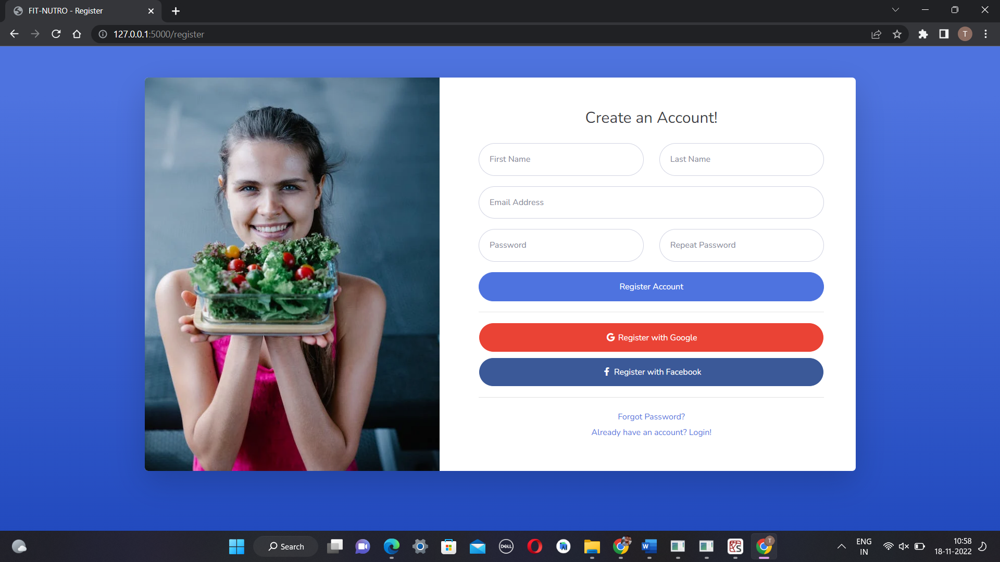 FIT-NUTRO - Register
127.0.0.1:5000/register
T
Create an Account!
First Name
Last Name
Email Address
Password
Repeat Password
Register Account
G Register with Google
f Register with Facebook
Forgot Password?
Already have an account? Login!
Search
DELL
W
T
ENG
IN
10:58
18-11-2022